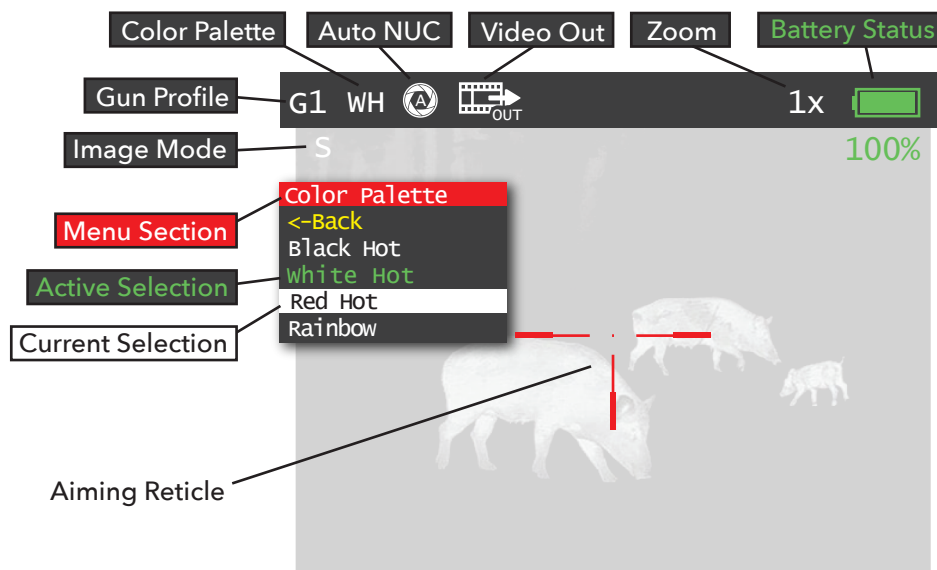 Color Palette Auto NUC Video Out Zoom Battery Status
Gun Profile G1 WH A OUT 1x
Image Mode S 100%
Color Palette
Menu Section <-Back
Black Hot
Active Selection White Hot
Red Hot
Current Selection Rainbow
Aiming Reticle